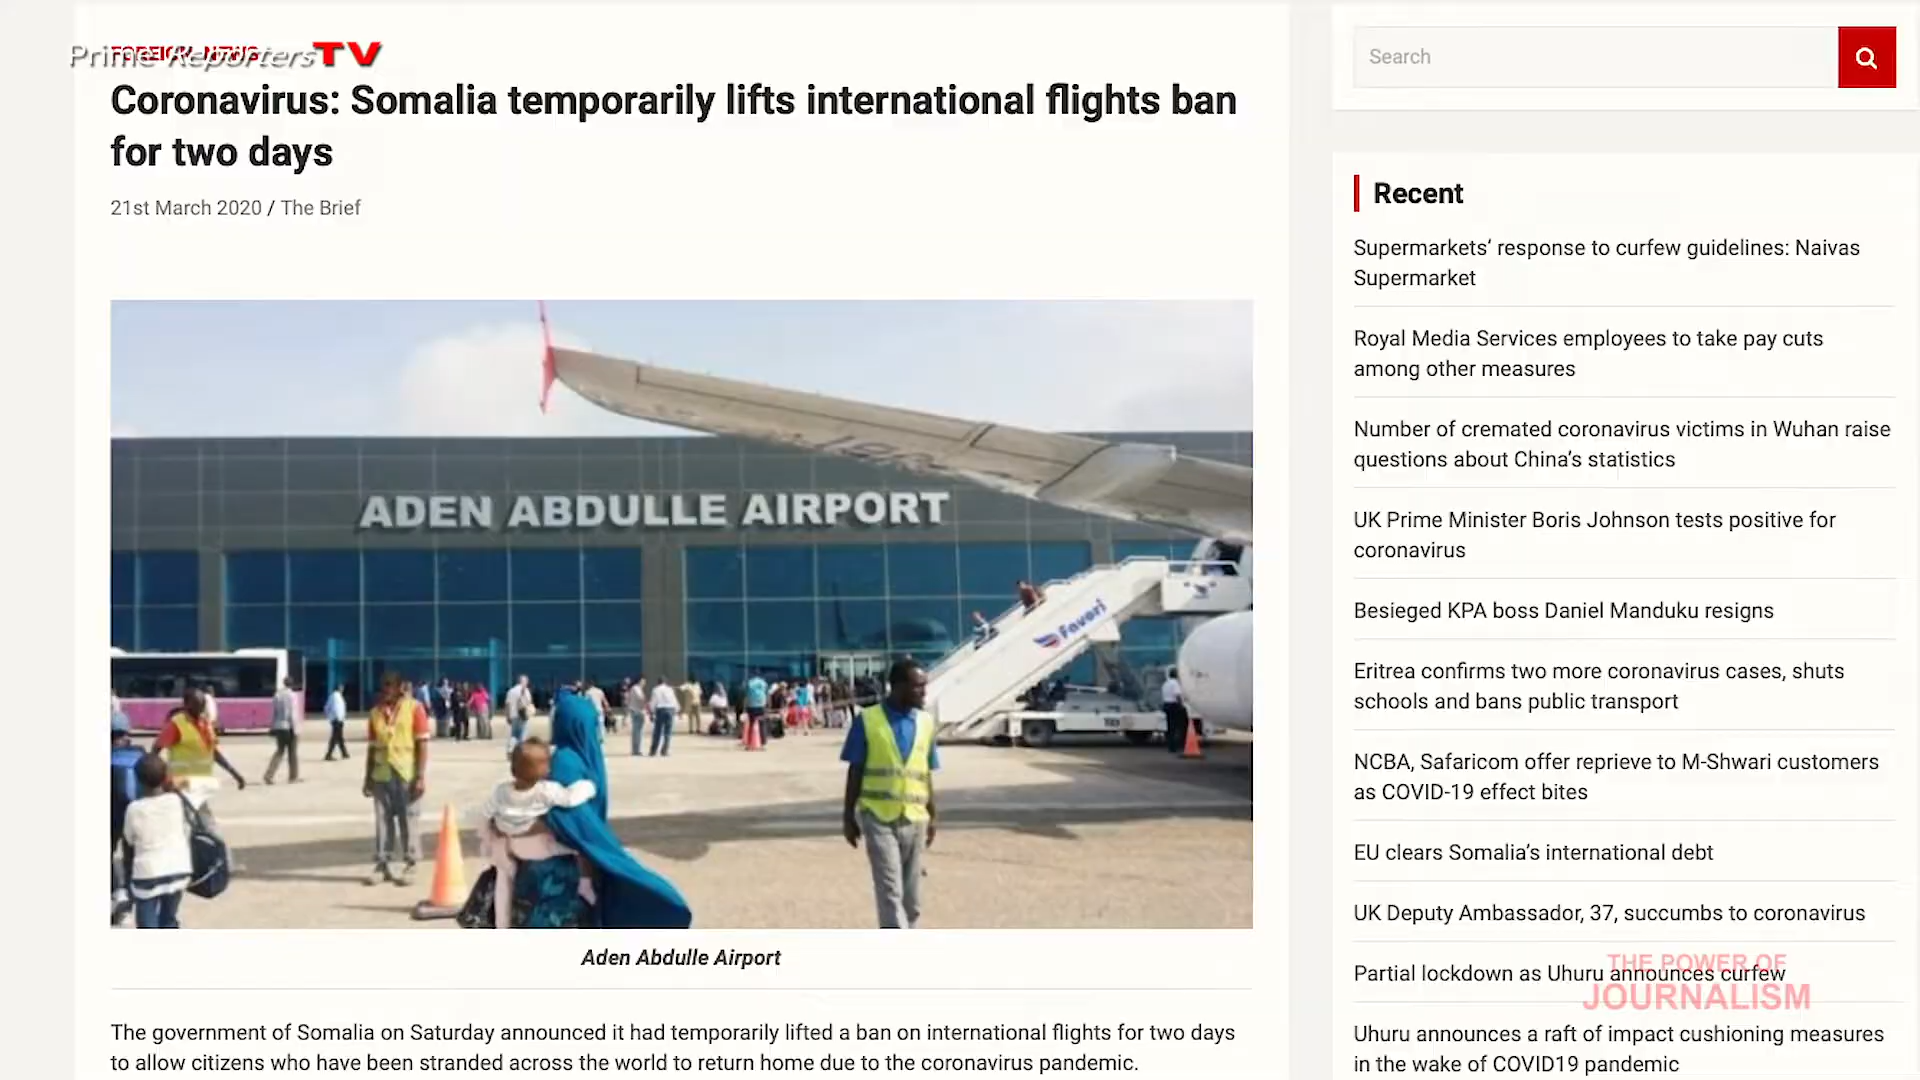 Prime Reporters TV
FOREIGN NEWS
Coronavirus: Somalia temporarily lifts international flights ban
for two days
21st March 2020 / The Brief
ADEN ABDULLE AIRPORT
Favori
Aden Abdulle Airport
The government of Somalia on Saturday announced it had temporarily lifted a ban on international flights for two days
to allow citizens who have been stranded across the world to return home due to the coronavirus pandemic.
Search
Recent
Supermarkets’ response to curfew guidelines: Naivas
Supermarket
Royal Media Services employees to take pay cuts
among other measures
Number of cremated coronavirus victims in Wuhan raise
questions about China’s statistics
UK Prime Minister Boris Johnson tests positive for
coronavirus
Besieged KPA boss Daniel Manduku resigns
Eritrea confirms two more coronavirus cases, shuts
schools and bans public transport
NCBA, Safaricom offer reprieve to M-Shwari customers
as COVID-19 effect bites
EU clears Somalia’s international debt
UK Deputy Ambassador, 37, succumbs to coronavirus
Partial lockdown as Uhuru announces curfew
THE POWER OF
JOURNALISM
Uhuru announces a raft of impact cushioning measures
in the wake of COVID19 pandemic